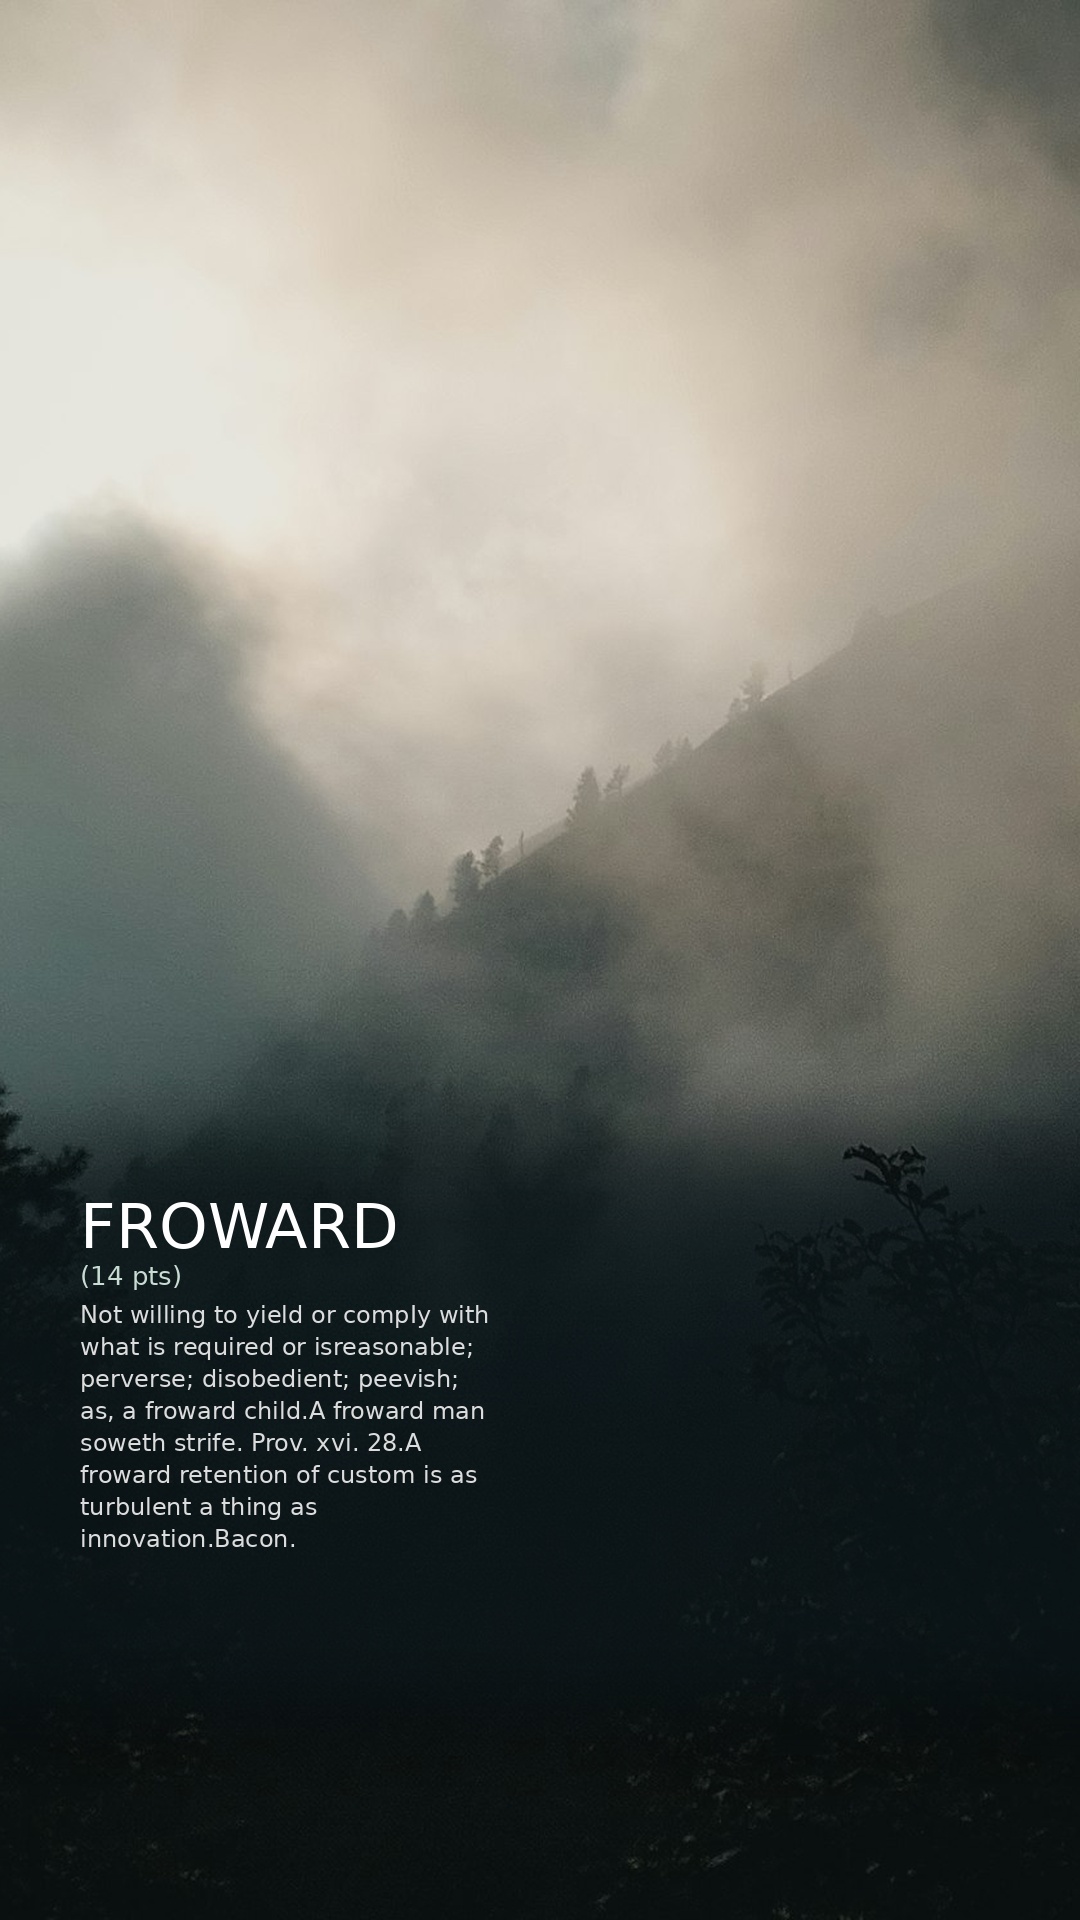 FROWARD
(14 pts)
Not willing to yield or comply with
what is required or isreasonable;
perverse; disobedient; peevish;
as, a froward child.A froward man
soweth strife. Prov. xvi. 28.A
froward retention of custom is as
turbulent a thing as
innovation.Bacon.